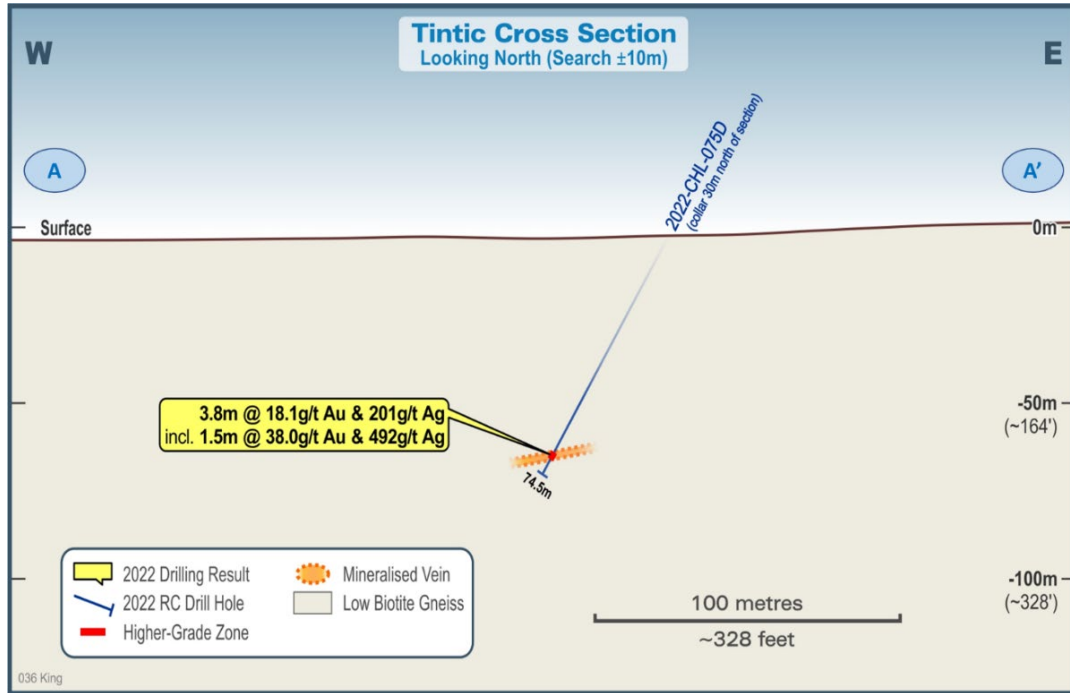 Tintic Cross Section
Looking North (Search ±10m)
W
E
A
A'
2022-CHL-075D
(collar 30m north of section)
Surface
0m
3.8m @ 18.1g/t Au & 201g/t Ag
incl. 1.5m @ 38.0g/t Au & 492g/t Ag
-50m
(~164')
74.5m
2022 Drilling Result
2022 RC Drill Hole
Higher-Grade Zone
Mineralised Vein
Low Biotite Gneiss
100 metres
~328 feet
-100m
(~328')
036 King